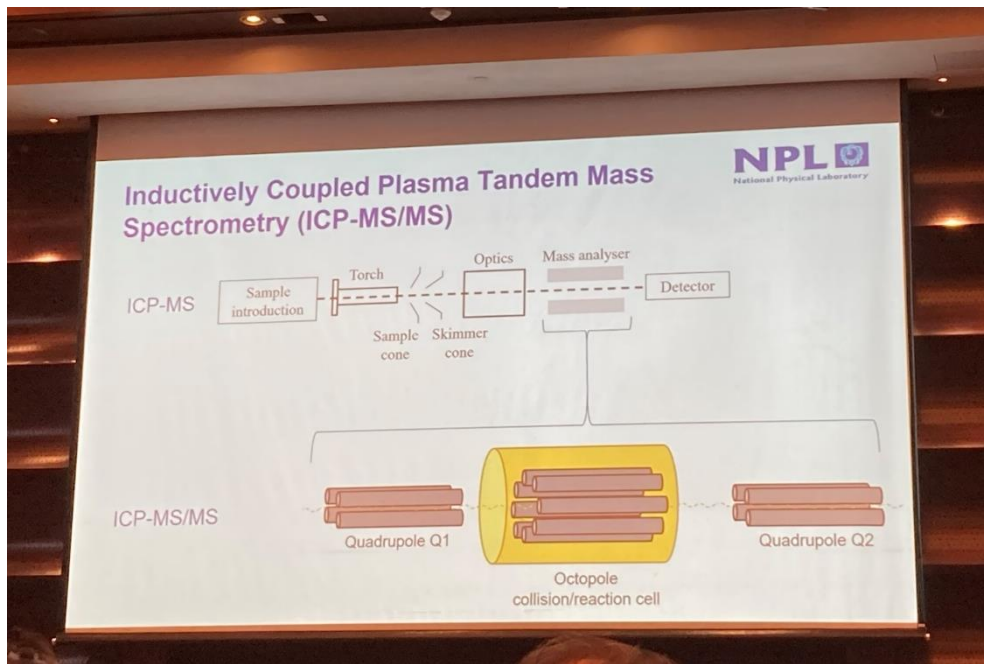 NPL
National Physical Laboratory
Inductively Coupled Plasma Tandem Mass
Spectrometry (ICP-MS/MS)
ICP-MS
Sample
introduction
Torch
Sample
cone
Skimmer
cone
Optics
Mass analyser
Detector
ICP-MS/MS
Quadrupole Q1
Octopole
collision/reaction cell
Quadrupole Q2